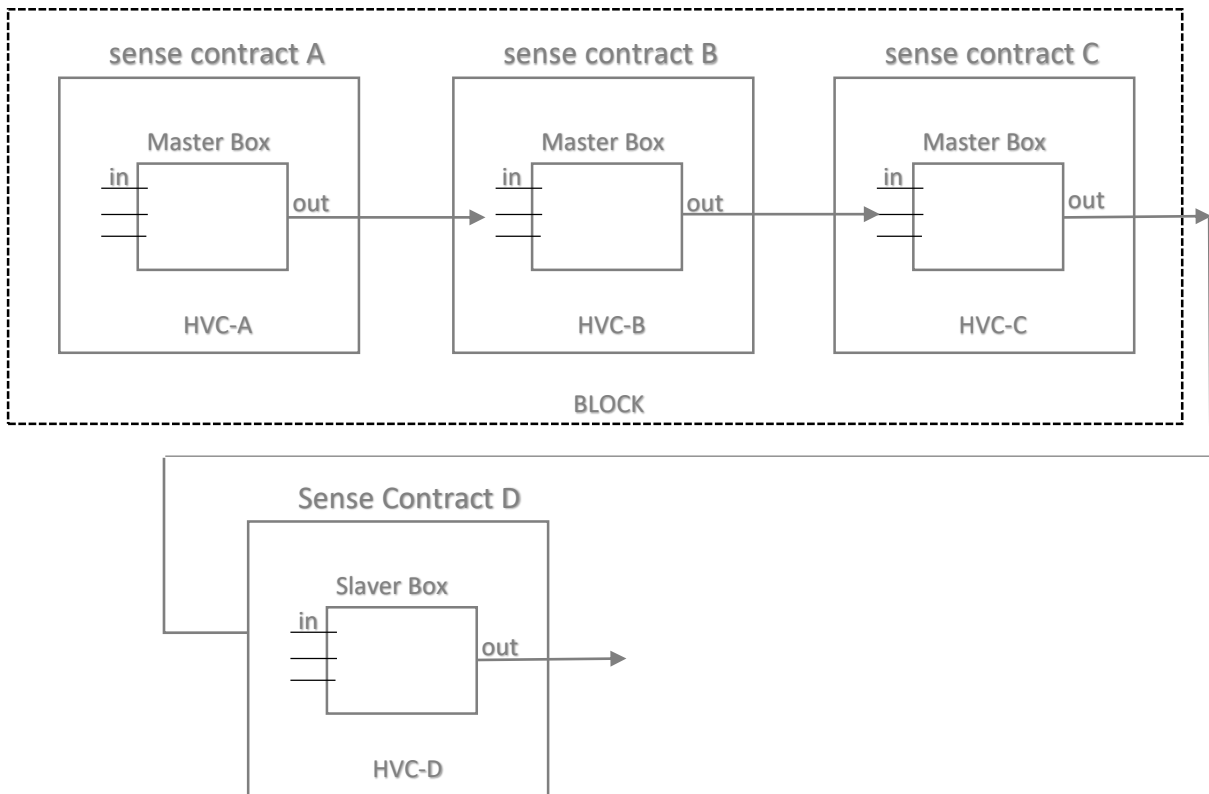 sense contract A
sense contract B
sense contract C
Master Box
Master Box
Master Box
in
in
in
out
out
out
HVC-A
HVC-B
HVC-C
BLOCK
Sense Contract D
Slaver Box
in
out
HVC-D